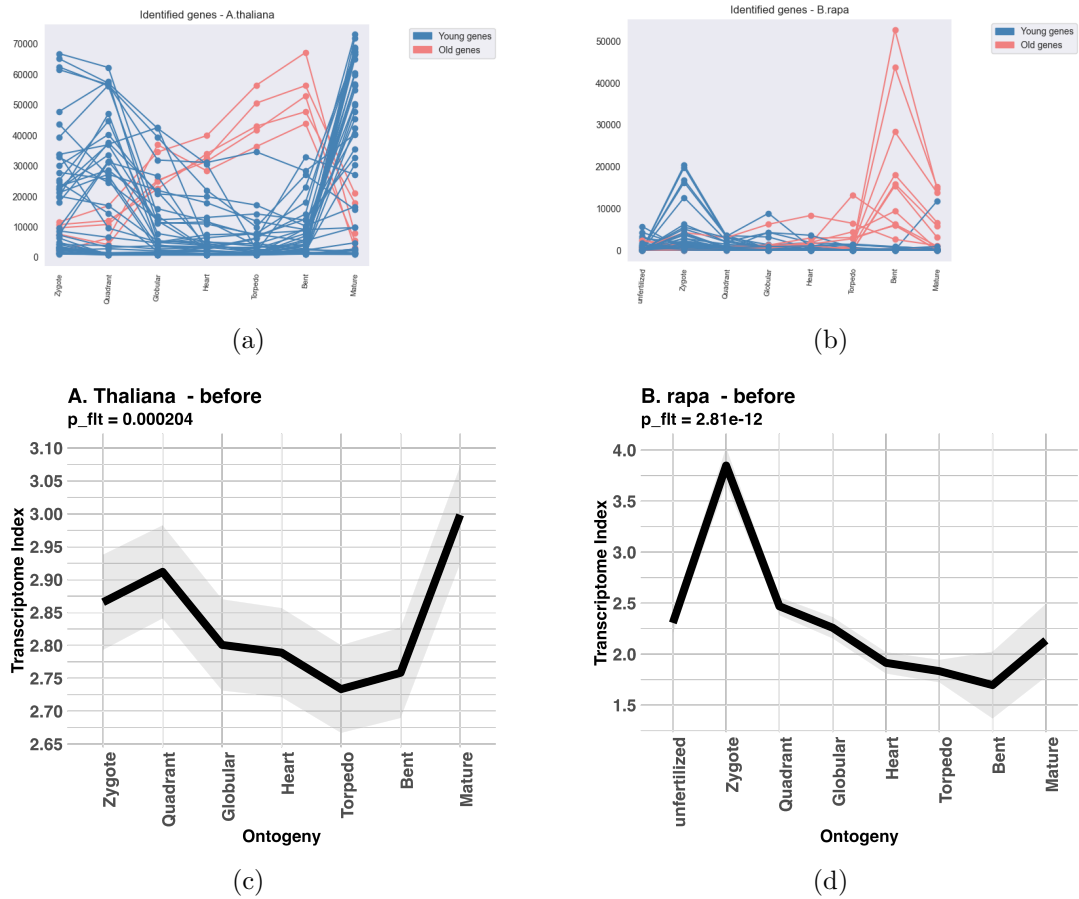 Identified genes - A.thaliana
Young genes
Old genes
70000
60000
50000
40000
30000
20000
10000
0
Zygote
Quadrant
Globular
Heart
Torpedo
Bent
Mature
(a)
Identified genes - B.rapa
Young genes
Old genes
50000
40000
30000
20000
10000
0
unfertilized
Zygote
Quadrant
Globular
Heart
Torpedo
Bent
Mature
(b)
A. Thaliana - before
p_flt = 0.000204
Transcriptome Index
3.10
3.05
3.00
2.95
2.90
2.85
2.80
2.75
2.70
2.65
Zygote
Quadrant
Globular
Heart
Torpedo
Bent
Mature
Ontogeny
(c)
B. rapa - before
p_flt = 2.81e-12
Transcriptome Index
4.0
3.5
3.0
2.5
2.0
1.5
unfertilized
Zygote
Quadrant
Globular
Heart
Torpedo
Bent
Mature
Ontogeny
(d)